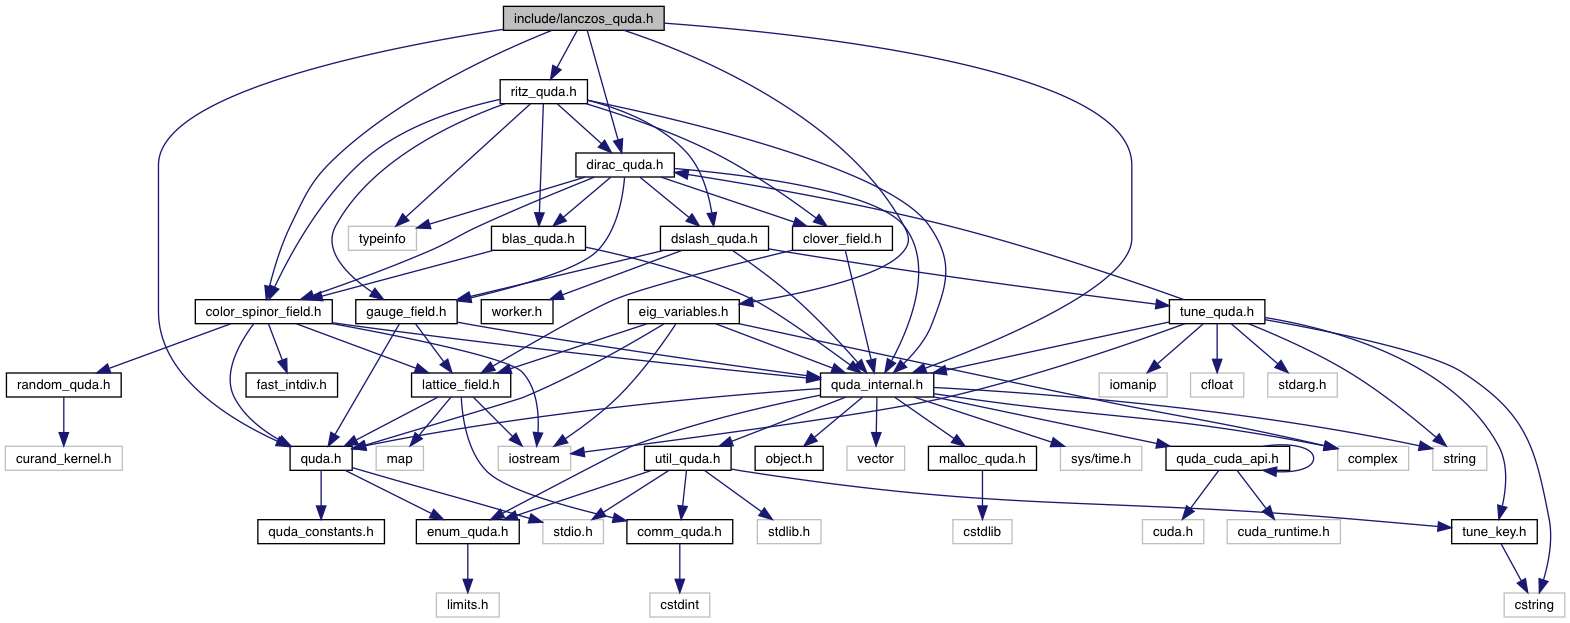 include/lanczos_quda.h
ritz_quda.h
dirac_quda.h
typeinfo
blas_quda.h
dslash_quda.h
clover_field.h
color_spinor_field.h
gauge_field.h
worker.h
eig_variables.h
tune_quda.h
random_quda.h
fast_intdiv.h
lattice_field.h
quda_internal.h
iomanip
cfloat
stdarg.h
curand_kernel.h
quda.h
map
iostream
util_quda.h
object.h
vector
malloc_quda.h
sys/time.h
quda_cuda_api.h
complex
string
quda_constants.h
enum_quda.h
stdio.h
comm_quda.h
stdlib.h
cstdlib
cuda.h
cuda_runtime.h
tune_key.h
limits.h
cstdint
cstring